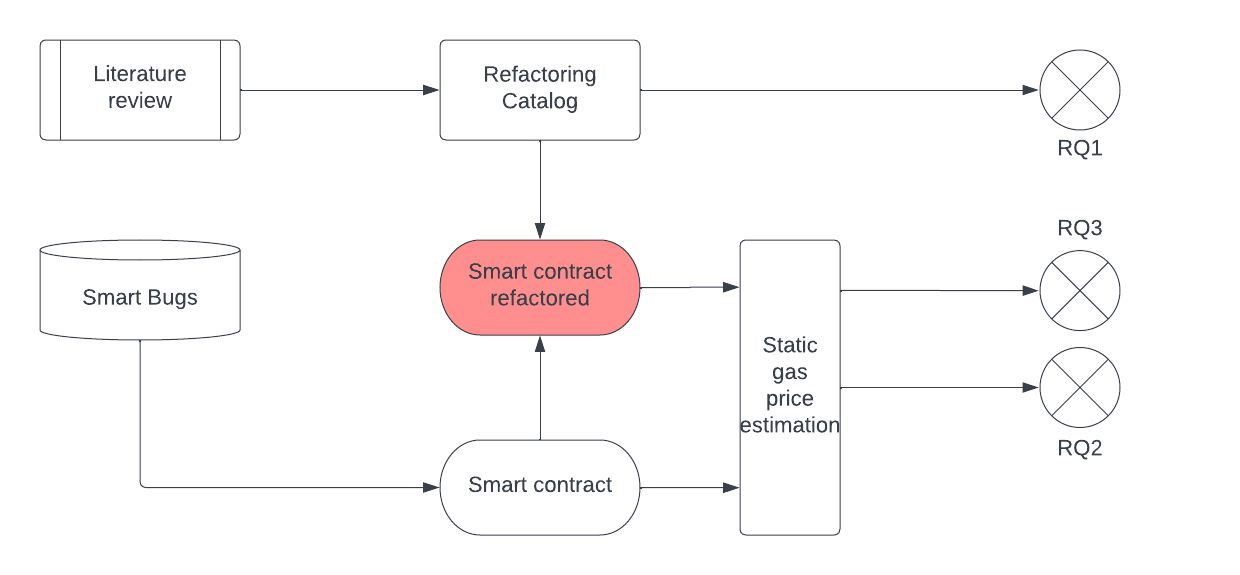 Literature
review
Refactoring
Catalog
RQ1
Smart Bugs
Smart contract
refactored
RQ3
Static
gas
price
estimation
RQ2
Smart contract